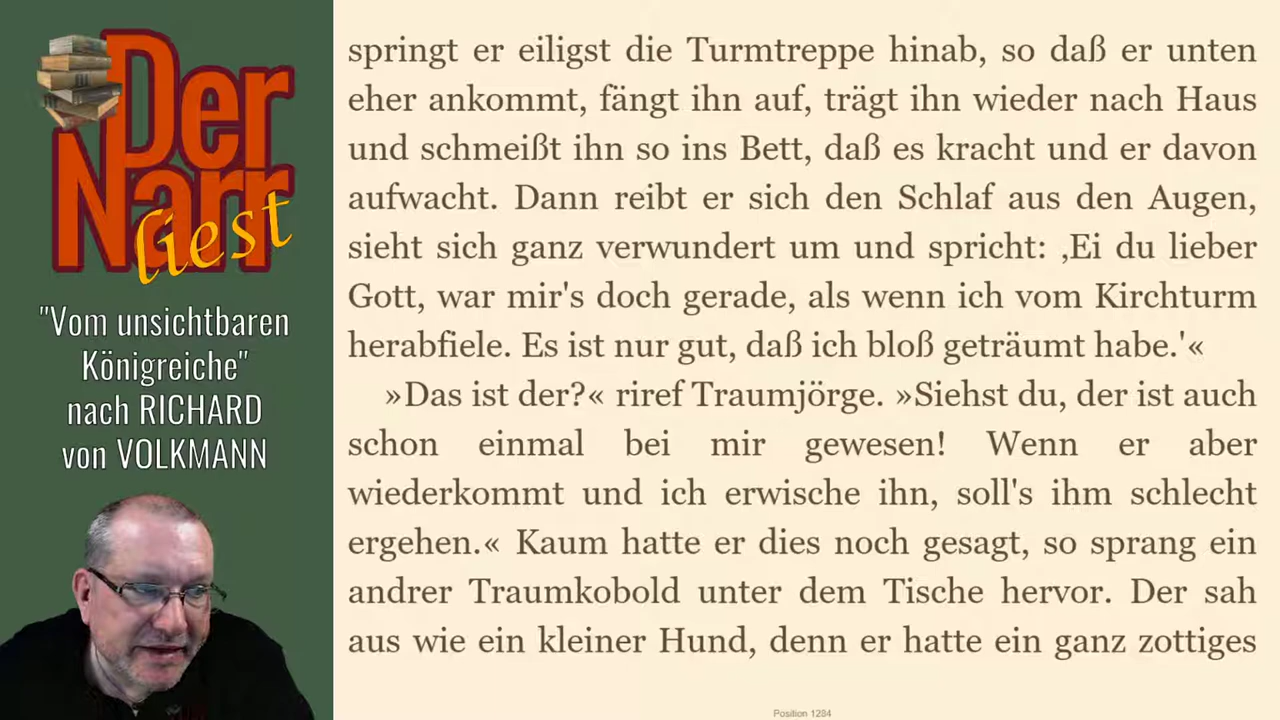 Der
Narr
liest
"Vom unsichtbaren
Königreiche"
nach RICHARD
von VOLKMANN
springt er eiligst die Turmtreppe hinab, so daß er unten
eher ankommt, fängt ihn auf, trägt ihn wieder nach Haus
und schmeißt ihn so ins Bett, daß es kracht und er davon
aufwacht. Dann reibt er sich den Schlaf aus den Augen,
sieht sich ganz verwundert um und spricht: ‚Ei du lieber
Gott, war mir's doch gerade, als wenn ich vom Kirchturm
herabfiele. Es ist nur gut, daß ich bloß geträumt habe.'«
»Das ist der?« riref Traumjörge. »Siehst du, der ist auch
schon einmal bei mir gewesen! Wenn er aber
wiederkommt und ich erwische ihn, soll's ihm schlecht
ergehen.« Kaum hatte er dies noch gesagt, so sprang ein
andrer Traumkobold unter dem Tische hervor. Der sah
aus wie ein kleiner Hund, denn er hatte ein ganz zottiges
Position 1284